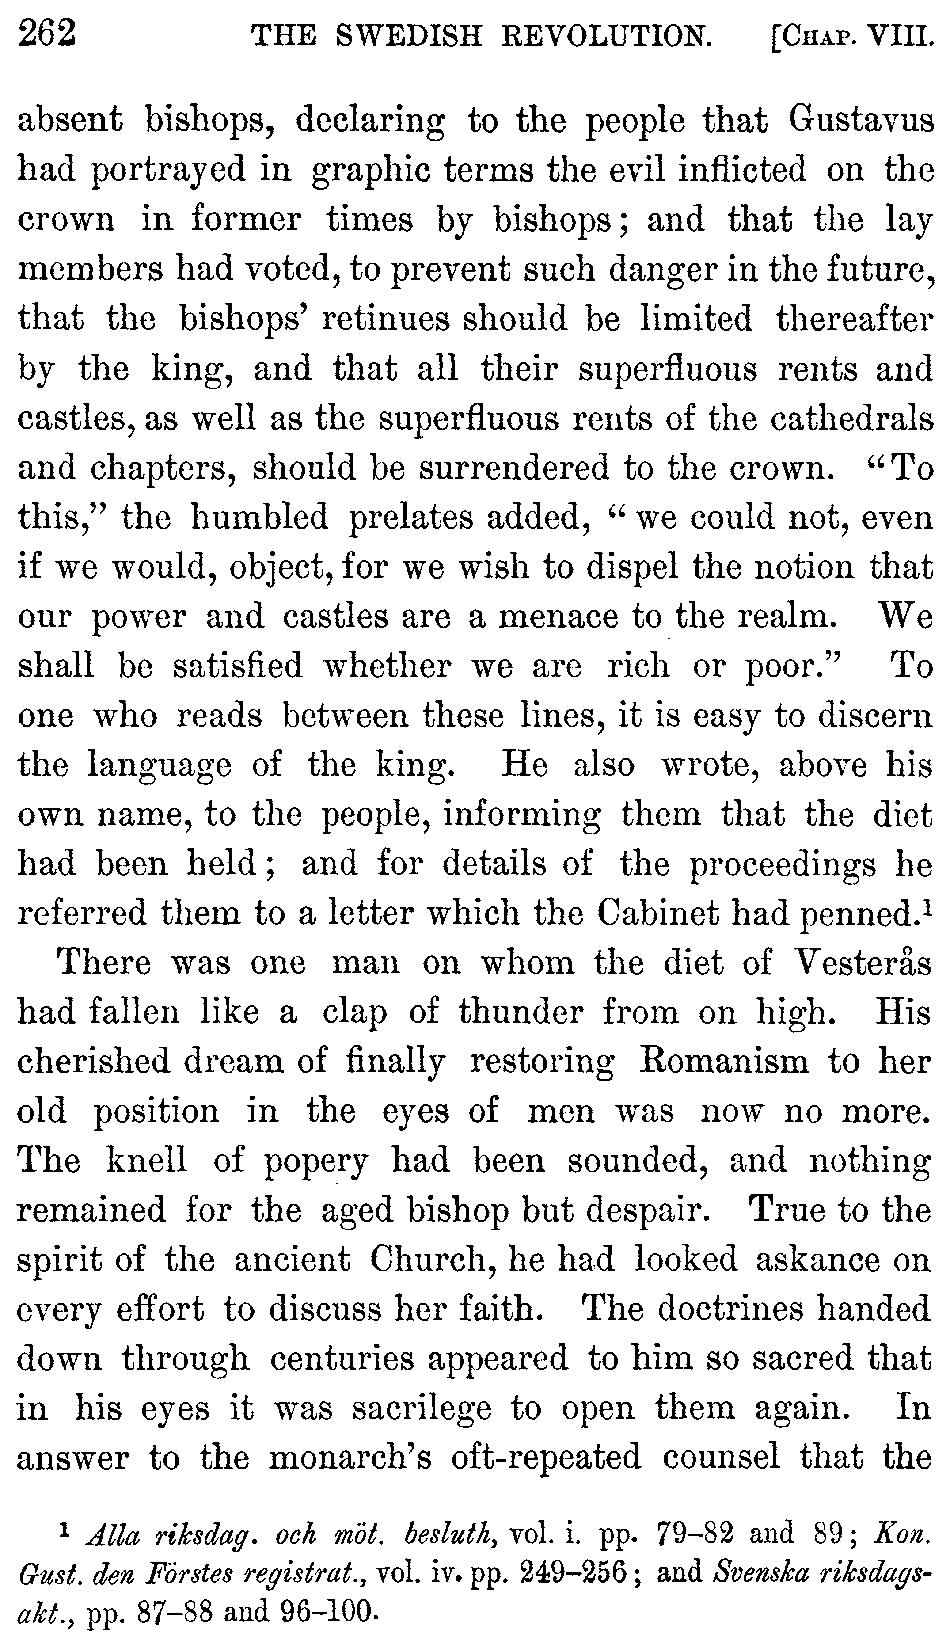 262 THE SWEDISH REVOLUTION. [CHAP. VIII.
absent bishops, declaring to the people that Gustavus
had portrayed in graphic terms the evil inflicted on the
crown in former times by bishops; and that the lay
members had voted, to prevent such danger in the future,
that the bishops’ retinues should be limited thereafter
by the king, and that all their superfluous rents and
castles, as well as the superfluous rents of the cathedrals
and chapters, should be surrendered to the crown. “To
this,” the humbled prelates added, “ we could not, even
if we would, object, for we wish to dispel the notion that
our power and castles are a menace to the realm. We
shall be satisfied whether we are rich or poor.” To
one who reads between these lines, it is easy to discern
the language of the king. He also wrote, above his
own name, to the people, informing them that the diet
had been held; and for details of the proceedings he
referred them to a letter which the Cabinet had penned.¹
There was one man on whom the diet of Vesterås
had fallen like a clap of thunder from on high. His
cherished dream of finally restoring Romanism to her
old position in the eyes of men was now no more.
The knell of popery had been sounded, and nothing
remained for the aged bishop but despair. True to the
spirit of the ancient Church, he had looked askance on
every effort to discuss her faith. The doctrines handed
down through centuries appeared to him so sacred that
in his eyes it was sacrilege to open them again. In
answer to the monarch’s oft-repeated counsel that the
¹ Alla riksdag. och möt. besluth, vol. i. pp. 79–82 and 89; Kon.
Gust. den Förstes registrat., vol. iv. pp. 249–256; and Svenska riksdags-
akt., pp. 87–88 and 96–100.